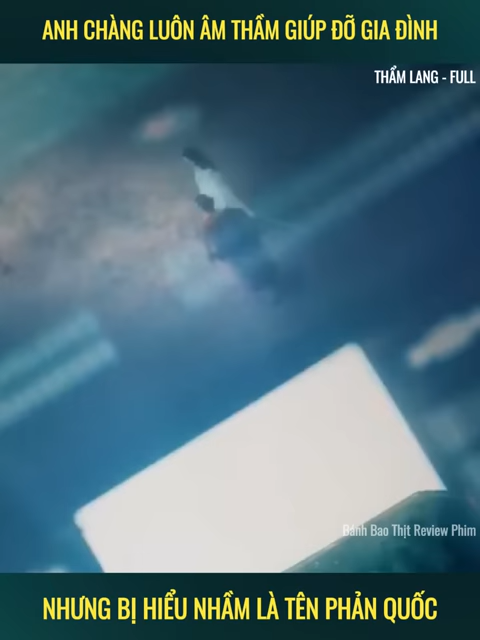 ANH CHÀNG LUÔN ÂM THẦM GIÚP ĐỠ GIA ĐÌNH
THẨM LANG - FULL
Bánh Bao Thịt Review Phim
NHƯNG BỊ HIỂU NHẦM LÀ TÊN PHẢN QUỐC